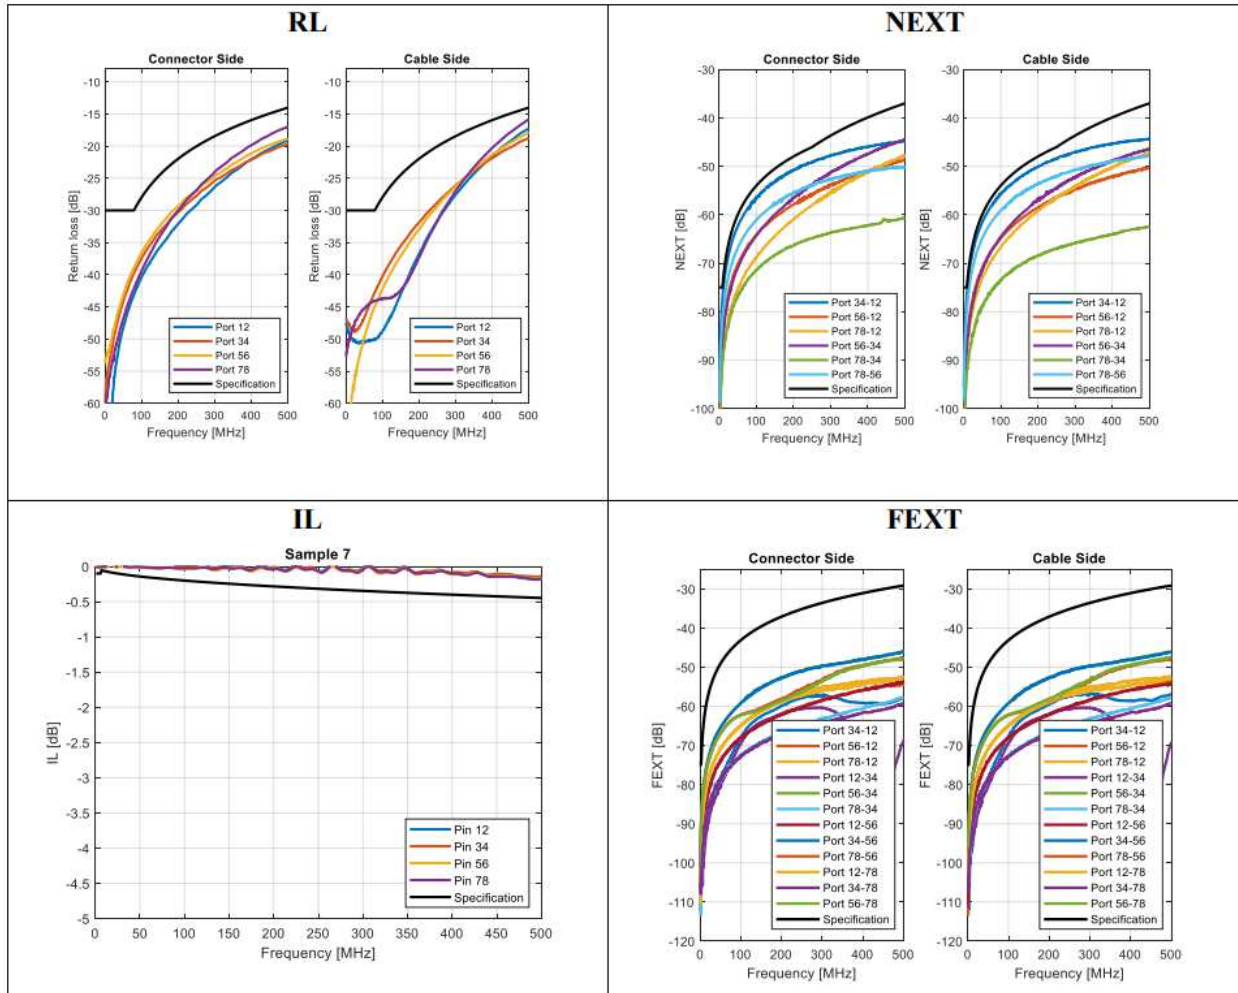 RL
Connector Side
Cable Side
-10
-15
-20
-25
-30
-35
-40
-45
-50
-55
-60
Return loss [dB]
0 100 200 300 400 500
Frequency [MHz]
Port 12
Port 34
Port 56
Port 78
Specification
-10
-15
-20
-25
-30
-35
-40
-45
-50
-55
-60
Return loss [dB]
0 100 200 300 400 500
Frequency [MHz]
Port 12
Port 34
Port 56
Port 78
Specification
NEXT
Connector Side
Cable Side
-30
-40
-50
-60
-70
-80
-90
-100
NEXT [dB]
0 100 200 300 400 500
Frequency [MHz]
Port 34-12
Port 56-12
Port 78-12
Port 56-34
Port 78-34
Port 78-56
Specification
-30
-40
-50
-60
-70
-80
-90
-100
NEXT [dB]
0 100 200 300 400 500
Frequency [MHz]
Port 34-12
Port 56-12
Port 78-12
Port 56-34
Port 78-34
Port 78-56
Specification
IL
Sample 7
0
-0.5
-1
-1.5
-2
-2.5
-3
-3.5
-4
-4.5
-5
IL [dB]
0 50 100 150 200 250 300 350 400 450 500
Frequency [MHz]
Pin 12
Pin 34
Pin 56
Pin 78
Specification
FEXT
Connector Side
Cable Side
-30
-40
-50
-60
-70
-80
-90
-100
-110
-120
FEXT [dB]
0 100 200 300 400 500
Frequency [MHz]
Port 34-12
Port 56-12
Port 78-12
Port 12-34
Port 56-34
Port 78-34
Port 12-56
Port 34-56
Port 78-56
Port 12-78
Port 34-78
Port 56-78
Specification
-30
-40
-50
-60
-70
-80
-90
-100
-110
-120
FEXT [dB]
0 100 200 300 400 500
Frequency [MHz]
Port 34-12
Port 56-12
Port 78-12
Port 12-34
Port 56-34
Port 78-34
Port 12-56
Port 34-56
Port 78-56
Port 12-78
Port 34-78
Port 56-78
Specification